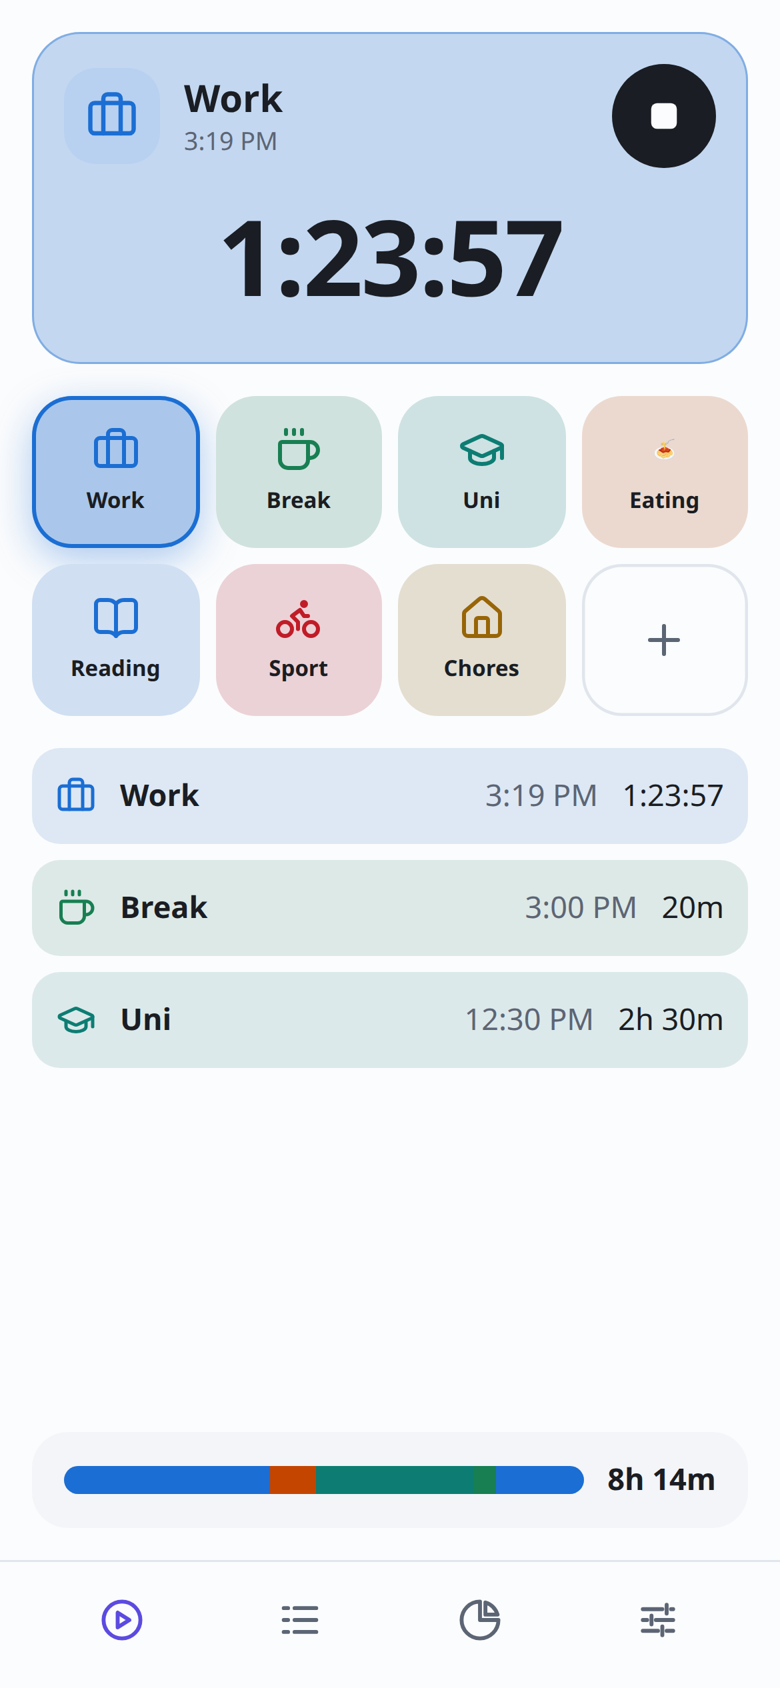 Work
3:19 PM
1:23:57
Work Break Uni Eating
Reading Sport Chores
Work 3:19 PM 1:23:57
Break 3:00 PM 20m
Uni 12:30 PM 2h 30m
8h 14m